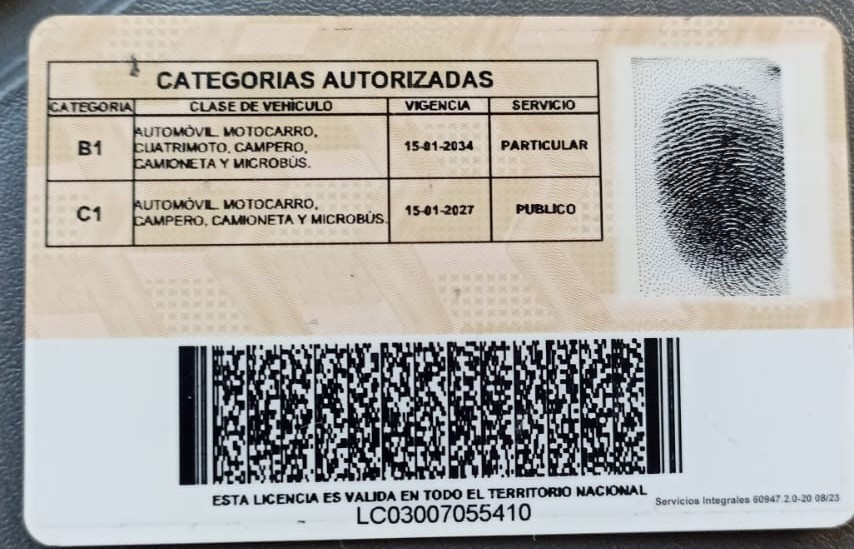 CATEGORIAS AUTORIZADAS
CATEGORIA CLASE DE VEHÍCULO VIGENCIA SERVICIO
B1 AUTOMÓVIL. MOTOCARRO, CUATRIMOTO, CAMPERO, CAMIONETA Y MICROBÚS. 15-01-2034 PARTICULAR
C1 AUTOMÓVIL. MOTOCARRO, CAMPERO, CAMIONETA Y MICROBÚS. 15-01-2027 PUBLICO
ESTA LICENCIA ES VALIDA EN TODO EL TERRITORIO NACIONAL
LC03007055410
Servicios Integrales 60947.2.0-20 08/23